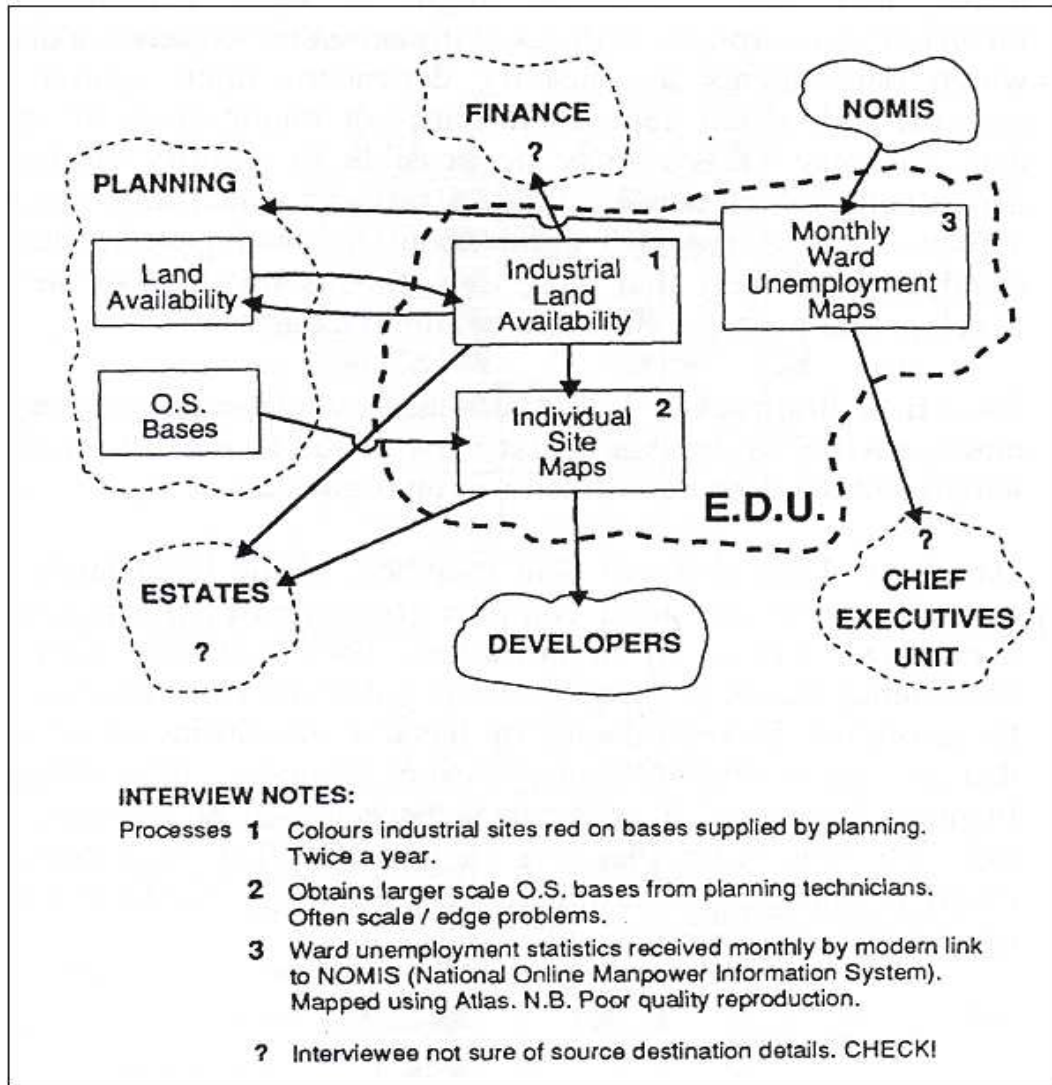 FINANCE
?
NOMIS
PLANNING
Land
Availability
O.S.
Bases
1
Industrial
Land
Availability
3
Monthly
Ward
Unemployment
Maps
2
Individual
Site
Maps
E.D.U.
ESTATES
?
DEVELOPERS
?
CHIEF
EXECUTIVES
UNIT
INTERVIEW NOTES:
Processes 1 Colours industrial sites red on bases supplied by planning.
Twice a year.
2 Obtains larger scale O.S. bases from planning technicians.
Often scale / edge problems.
3 Ward unemployment statistics received monthly by modern link
to NOMIS (National Online Manpower Information System).
Mapped using Atlas. N.B. Poor quality reproduction.
? Interviewee not sure of source destination details. CHECK!